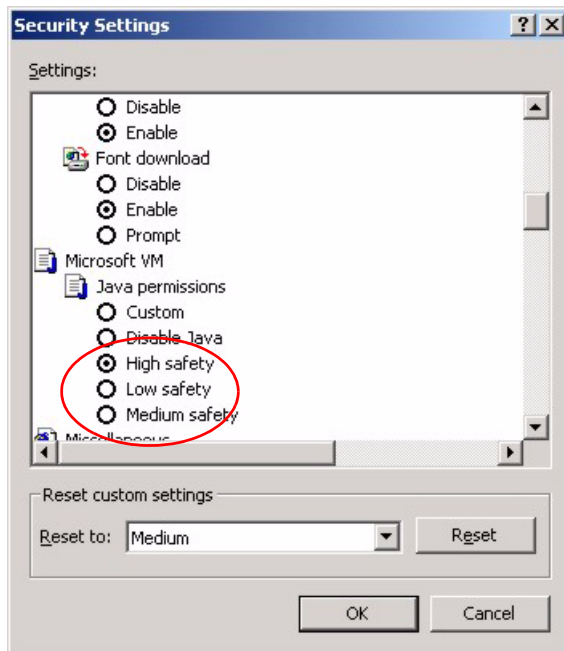 Security Settings
Settings:
Disable
Enable
Font download
Disable
Enable
Prompt
Microsoft VM
Java permissions
Custom
Disable Java
High safety
Low safety
Medium safety
Miscellaneous
Reset custom settings
Reset to: Medium Reset
OK Cancel